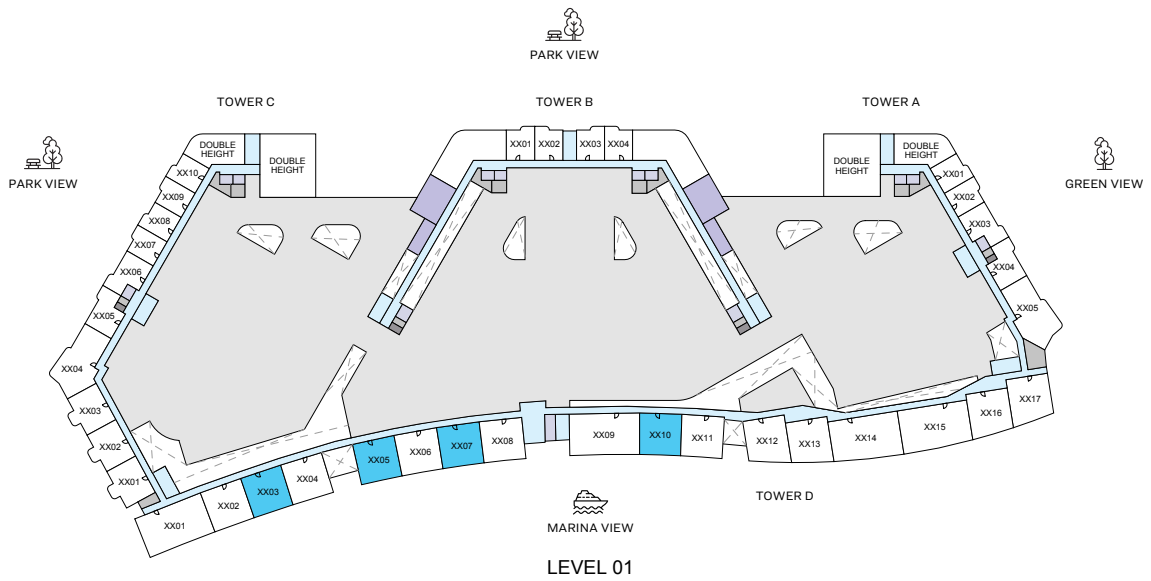 PARK VIEW
TOWER C
TOWER B
TOWER A
PARK VIEW
GREEN VIEW
DOUBLE
HEIGHT
DOUBLE
HEIGHT
XX10
XX09
XX08
XX07
XX06
XX05
XX04
XX03
XX02
XX01
XX01
XX02
XX03
XX04
DOUBLE
HEIGHT
DOUBLE
HEIGHT
XX01
XX02
XX03
XX04
XX05
XX01
XX02
XX03
XX04
XX05
XX06
XX07
XX08
XX09
XX10
XX11
XX12
XX13
XX14
XX15
XX16
XX17
TOWER D
MARINA VIEW
LEVEL 01